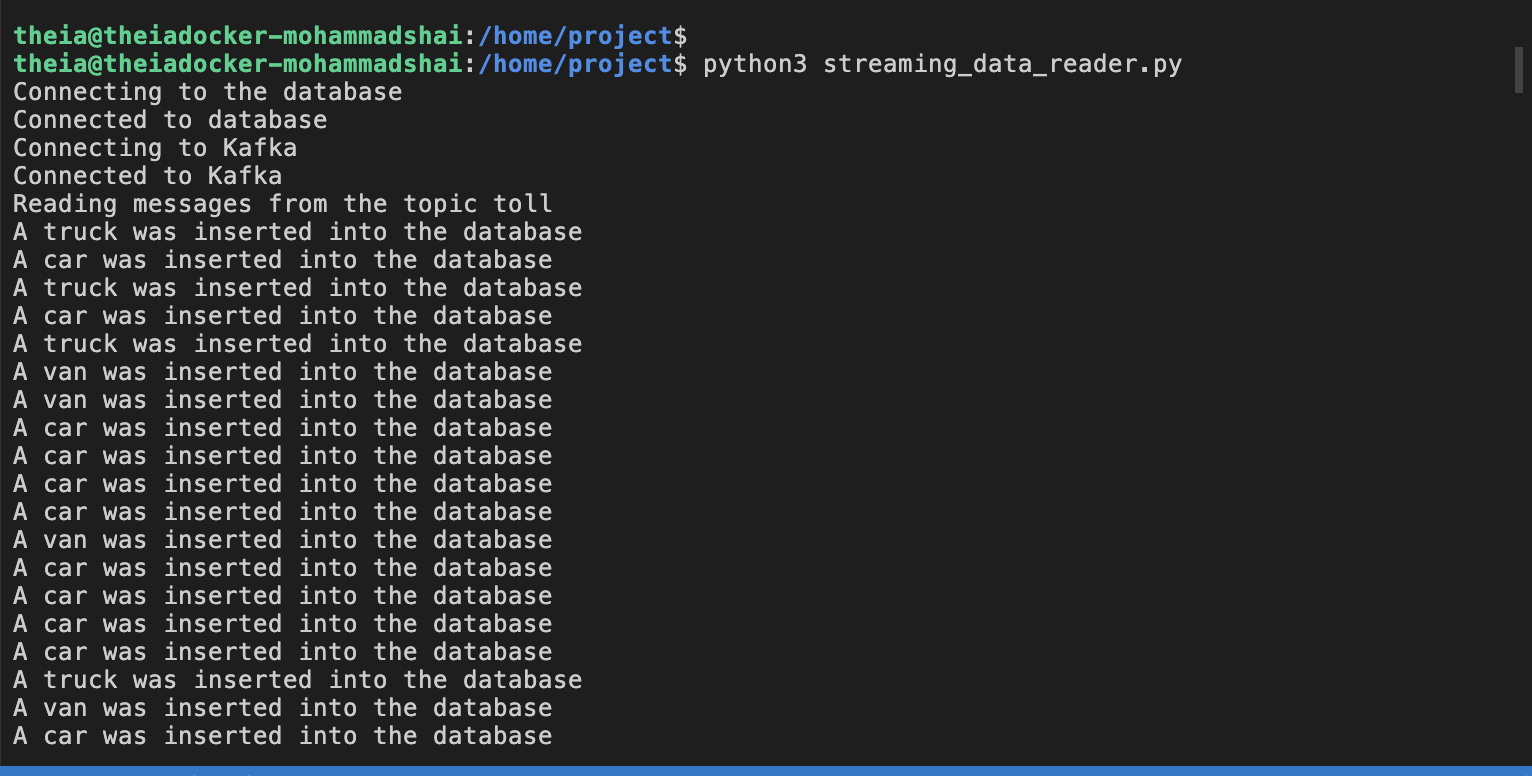 theia@theiadocker-mohammadshai:/home/project$
theia@theiadocker-mohammadshai:/home/project$ python3 streaming_data_reader.py
Connecting to the database
Connected to database
Connecting to Kafka
Connected to Kafka
Reading messages from the topic toll
A truck was inserted into the database
A car was inserted into the database
A truck was inserted into the database
A car was inserted into the database
A truck was inserted into the database
A van was inserted into the database
A van was inserted into the database
A car was inserted into the database
A car was inserted into the database
A car was inserted into the database
A car was inserted into the database
A van was inserted into the database
A car was inserted into the database
A car was inserted into the database
A car was inserted into the database
A car was inserted into the database
A truck was inserted into the database
A van was inserted into the database
A car was inserted into the database